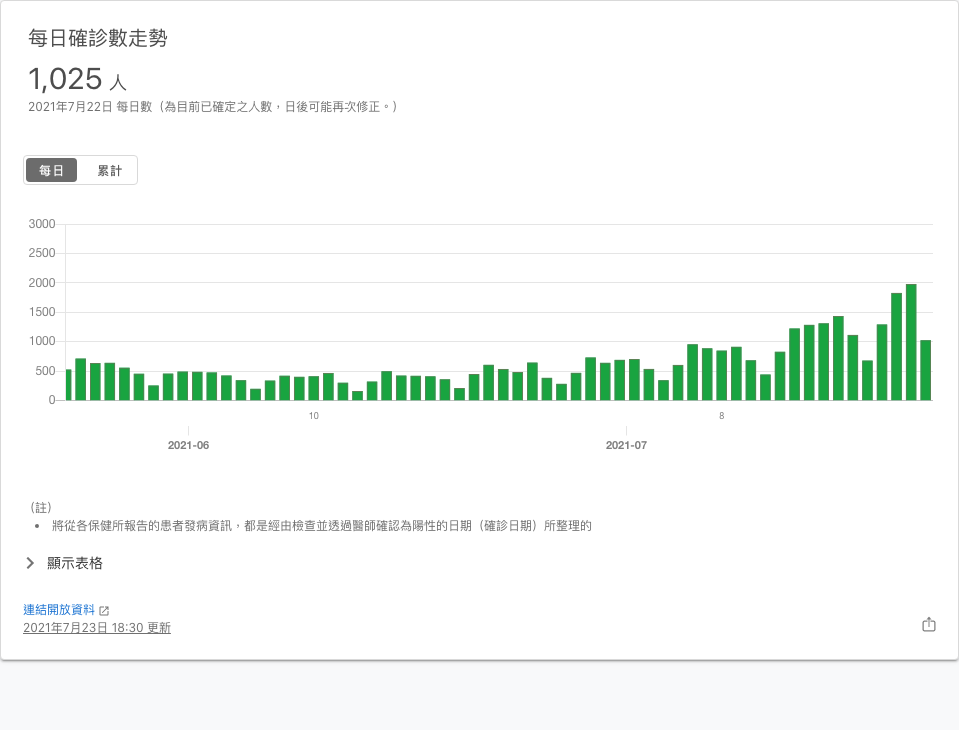 每日確診數走勢
1,025 人
2021年7月22日 每日數（為目前已確定之人數，日後可能再次修正。）
每日 累計
3000
2500
2000
1500
1000
500
0
10 8
2021-06 2021-07
（註）
• 將從各保健所報告的患者發病資訊，都是經由檢查並透過醫師確認為陽性的日期（確診日期）所整理的
顯示表格
連結開放資料
2021年7月23日 18:30 更新